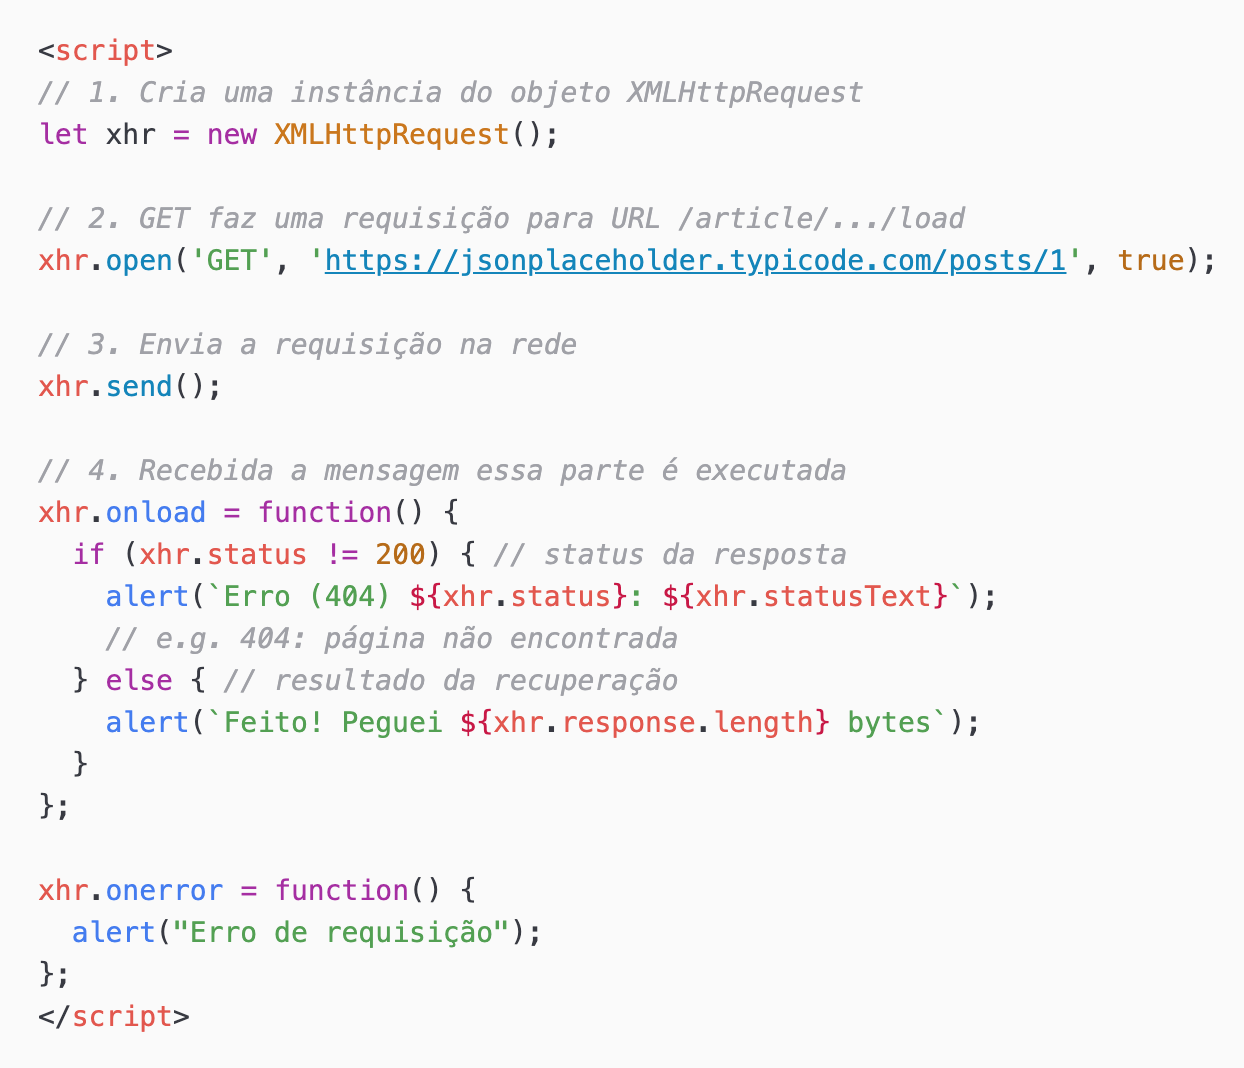 <script>
// 1. Cria uma instância do objeto XMLHttpRequest
let xhr = new XMLHttpRequest();
// 2. GET faz uma requisição para URL /article/.../load
xhr.open('GET', 'https://jsonplaceholder.typicode.com/posts/1', true);
// 3. Envia a requisição na rede
xhr.send();
// 4. Recebida a mensagem essa parte é executada
xhr.onload = function() {
  if (xhr.status != 200) { // status da resposta
    alert(`Erro (404) ${xhr.status}: ${xhr.statusText}`);
    // e.g. 404: página não encontrada
  } else { // resultado da recuperação
    alert(`Feito! Peguei ${xhr.response.length} bytes`);
  }
};
xhr.onerror = function() {
  alert("Erro de requisição");
};
</script>